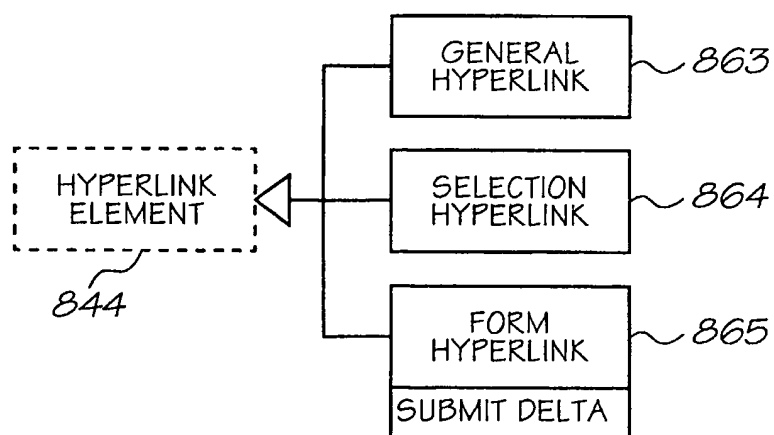 GENERAL
HYPERLINK
863
HYPERLINK
ELEMENT
844
SELECTION
HYPERLINK
864
FORM
HYPERLINK
865
SUBMIT DELTA